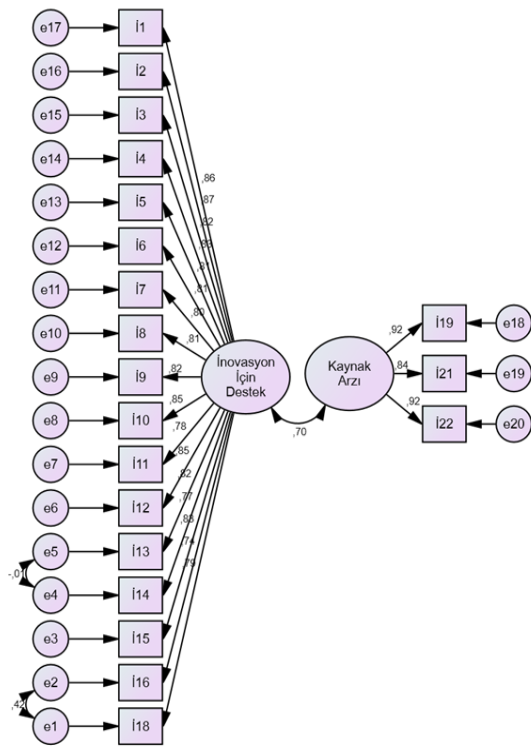 e17 İ1
e16 İ2
e15 İ3
e14 İ4
e13 İ5
e12 İ6
e11 İ7
e10 İ8
e9 İ9
e8 İ10
e7 İ11
e6 İ12
e5 İ13
e4 İ14
e3 İ15
e2 İ16
e1 İ18
-,01
,42
,86
,87
,82
,81
,81
,80
,81
,82
,85
,78
,85
,82
,77
,74
,79
İnovasyon
İçin
Destek
,70
Kaynak
Arzı
,92
,84
,92
İ19 e18
İ21 e19
İ22 e20